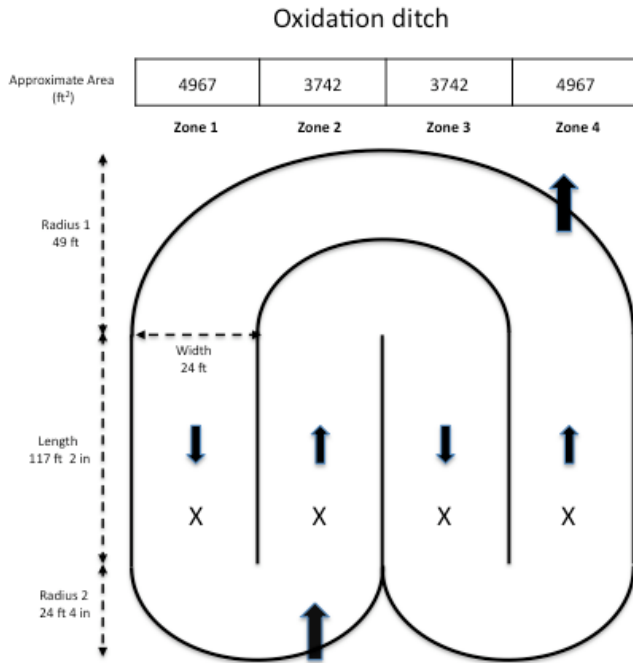 Oxidation ditch
Approximate Area
(ft²)
4967 3742 3742 4967
Zone 1 Zone 2 Zone 3 Zone 4
Radius 1
49 ft
Width
24 ft
Length
117 ft 2 in
X X X X
Radius 2
24 ft 4 in